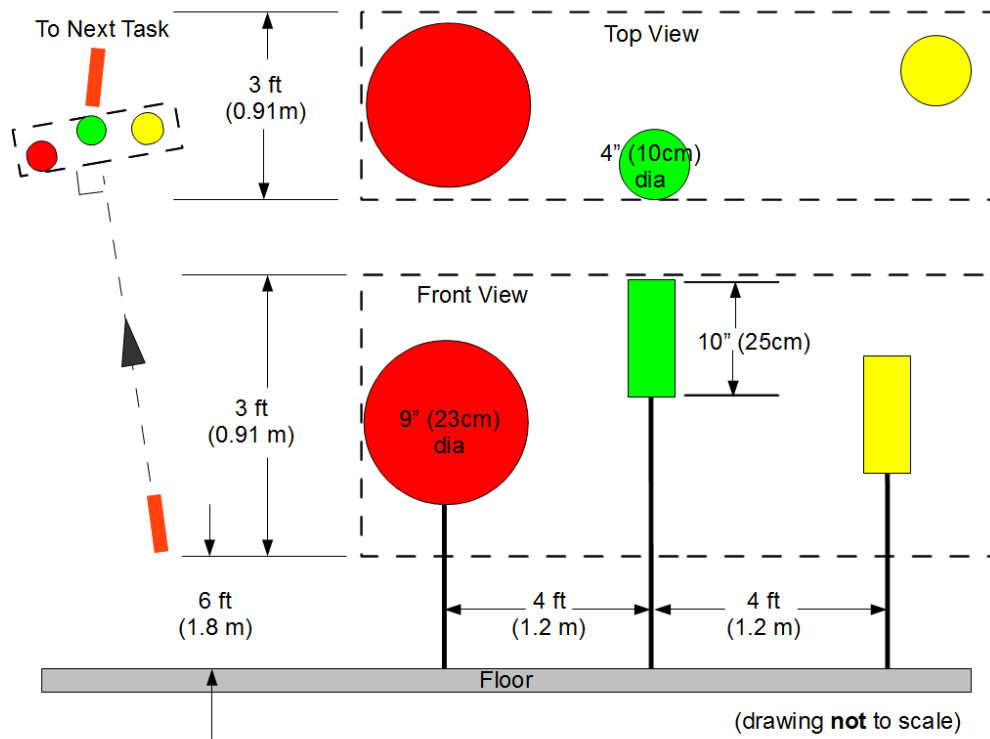 To Next Task
Top View
3 ft
(0.91m)
4” (10cm)
dia
Front View
10” (25cm)
3 ft
(0.91 m)
9” (23cm)
dia
6 ft
(1.8 m)
4 ft
(1.2 m)
4 ft
(1.2 m)
Floor
(drawing not to scale)